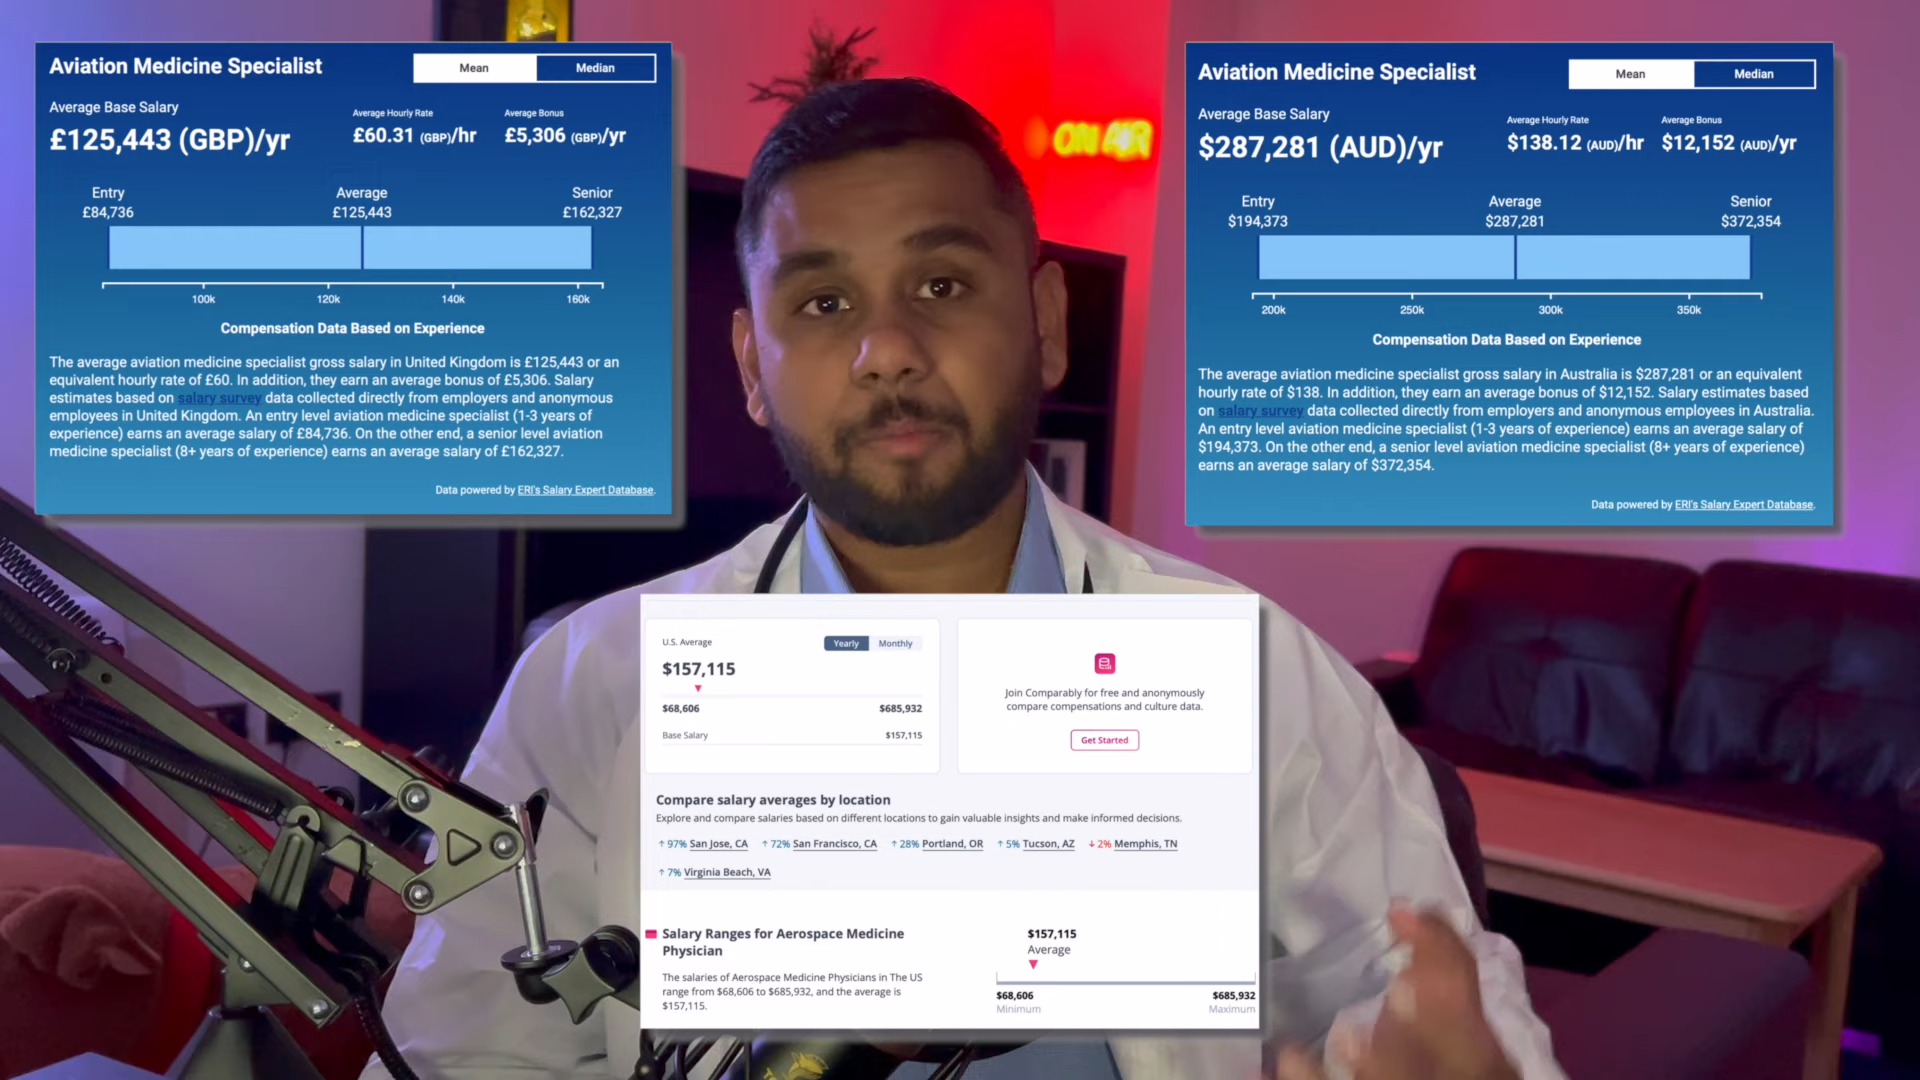 Aviation Medicine Specialist
Mean Median
Average Base Salary
£125,443 (GBP)/yr
Average Hourly Rate
£60.31 (GBP)/hr
Average Bonus
£5,306 (GBP)/yr
Entry Average Senior
£84,736 £125,443 £162,327
100k 120k 140k 160k
Compensation Data Based on Experience
The average aviation medicine specialist gross salary in United Kingdom is £125,443 or an
equivalent hourly rate of £60. In addition, they earn an average bonus of £5,306. Salary
estimates based on salary survey data collected directly from employers and anonymous
employees in United Kingdom. An entry level aviation medicine specialist (1-3 years of
experience) earns an average salary of £84,736. On the other end, a senior level aviation
medicine specialist (8+ years of experience) earns an average salary of £162,327.
Data powered by ERI's Salary Expert Database.
ON AIR
Aviation Medicine Specialist
Mean Median
Average Base Salary
$287,281 (AUD)/yr
Average Hourly Rate
$138.12 (AUD)/hr
Average Bonus
$12,152 (AUD)/yr
Entry Average Senior
$194,373 $287,281 $372,354
200k 250k 300k 350k
Compensation Data Based on Experience
The average aviation medicine specialist gross salary in Australia is $287,281 or an equivalent
hourly rate of $138. In addition, they earn an average bonus of $12,152. Salary estimates based
on salary survey data collected directly from employers and anonymous employees in Australia.
An entry level aviation medicine specialist (1-3 years of experience) earns an average salary of
$194,373. On the other end, a senior level aviation medicine specialist (8+ years of experience)
earns an average salary of $372,354.
Data powered by ERI's Salary Expert Database.
U.S. Average
Yearly Monthly
$157,115
$68,606 $685,932
Base Salary $157,115
Join Comparably for free and anonymously
compare compensations and culture data.
Get Started
Compare salary averages by location
Explore and compare salaries based on different locations to gain valuable insights and make informed decisions.
↑ 97% San Jose, CA ↑ 72% San Francisco, CA ↑ 28% Portland, OR ↑ 5% Tucson, AZ ↓ 2% Memphis, TN
↑ 7% Virginia Beach, VA
Salary Ranges for Aerospace Medicine
Physician
The salaries of Aerospace Medicine Physicians in The US
range from $68,606 to $685,932, and the average is
$157,115.
$157,115
Average
$68,606 $685,932
Minimum Maximum